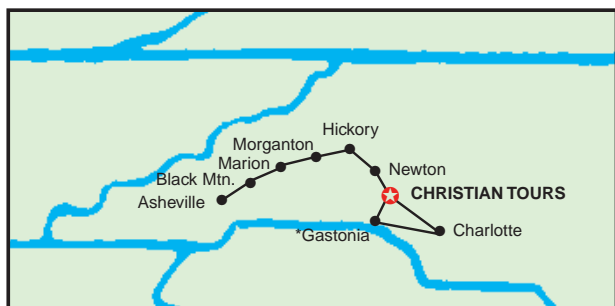 Hickory
Morganton
Marion
Newton
Black Mtn.
CHRISTIAN TOURS
Asheville
*Gastonia
Charlotte